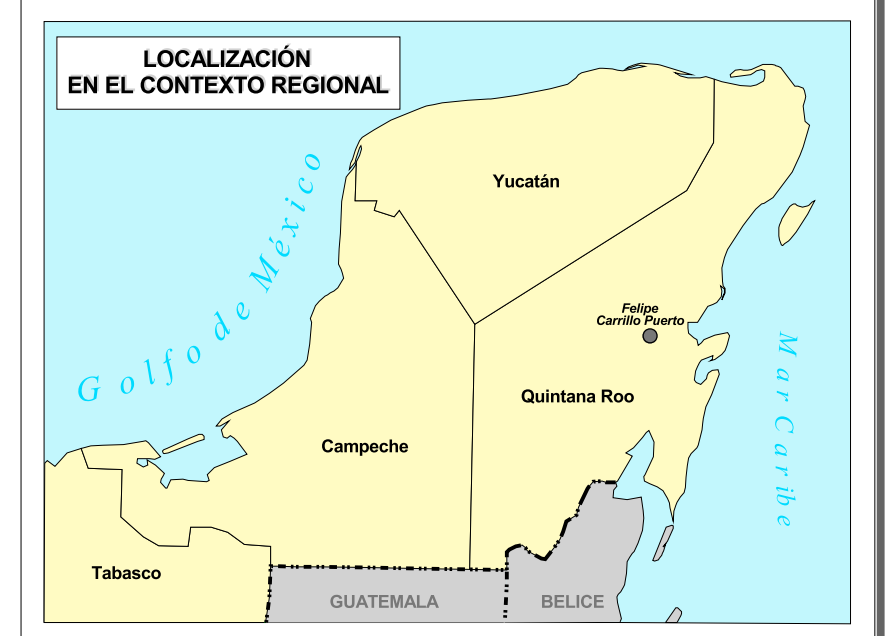 LOCALIZACIÓN
EN EL CONTEXTO REGIONAL
Golfo de México
Yucatán
Felipe
Carrillo Puerto
Mar Caribe
Quintana Roo
Campeche
Tabasco
GUATEMALA
BELICE